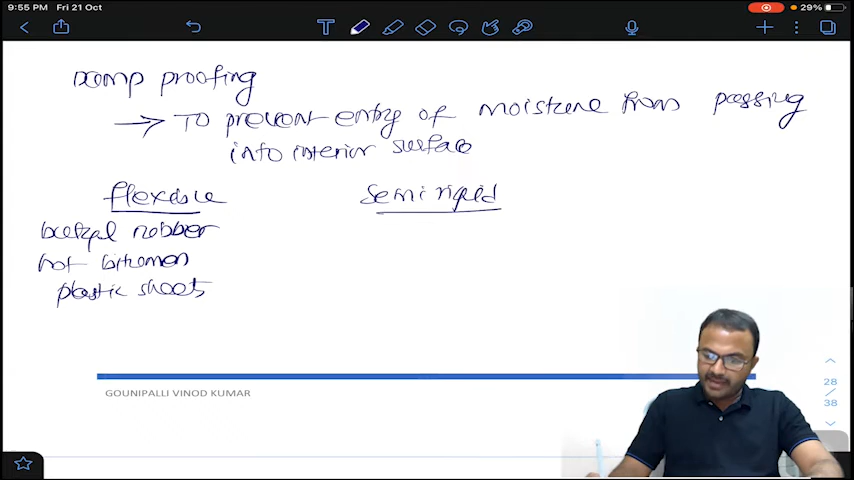 9:55 PM Fri 21 Oct
29%
Damp proofing
→ To prevent entry of moisture from passing
into interior surface
flexible
Semi rigid
butyl rubber
hot bitumen
plastic sheets
GOUNIPALLI VINOD KUMAR
28
/
38